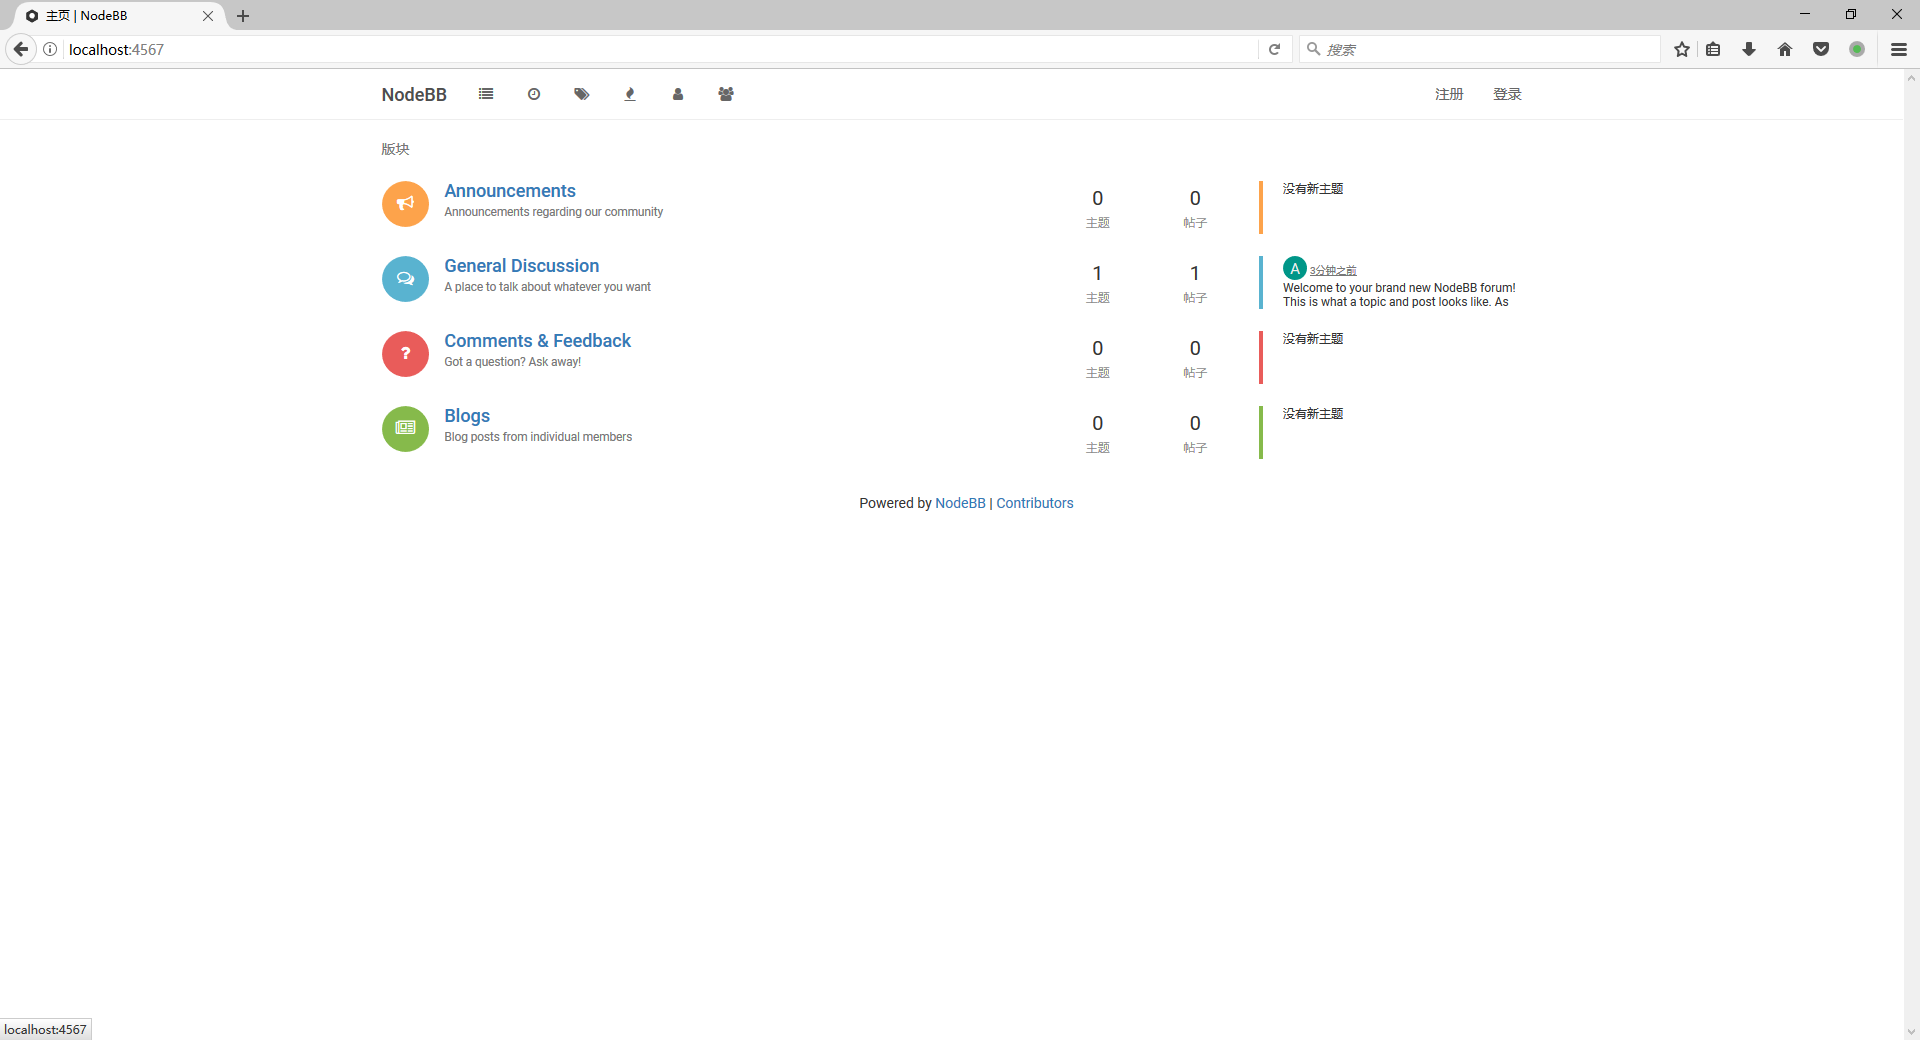 主页 | NodeBB
localhost:4567
搜索
NodeBB
注册 登录
版块
Announcements
Announcements regarding our community
0 主题
0 帖子
没有新主题
General Discussion
A place to talk about whatever you want
1 主题
1 帖子
A 3分钟之前
Welcome to your brand new NodeBB forum!
This is what a topic and post looks like. As
Comments & Feedback
Got a question? Ask away!
0 主题
0 帖子
没有新主题
Blogs
Blog posts from individual members
0 主题
0 帖子
没有新主题
Powered by NodeBB | Contributors
localhost:4567